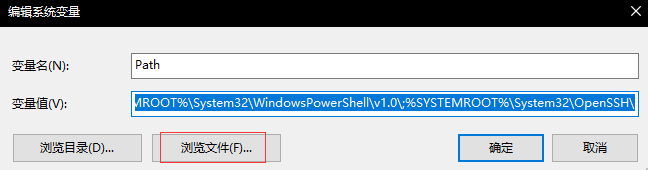 编辑系统变量
变量名(N):
Path
变量值(V):
MROOT%\System32\WindowsPowerShell\v1.0\;%SYSTEMROOT%\System32\OpenSSH\
浏览目录(D)... 浏览文件(F)... 确定 取消